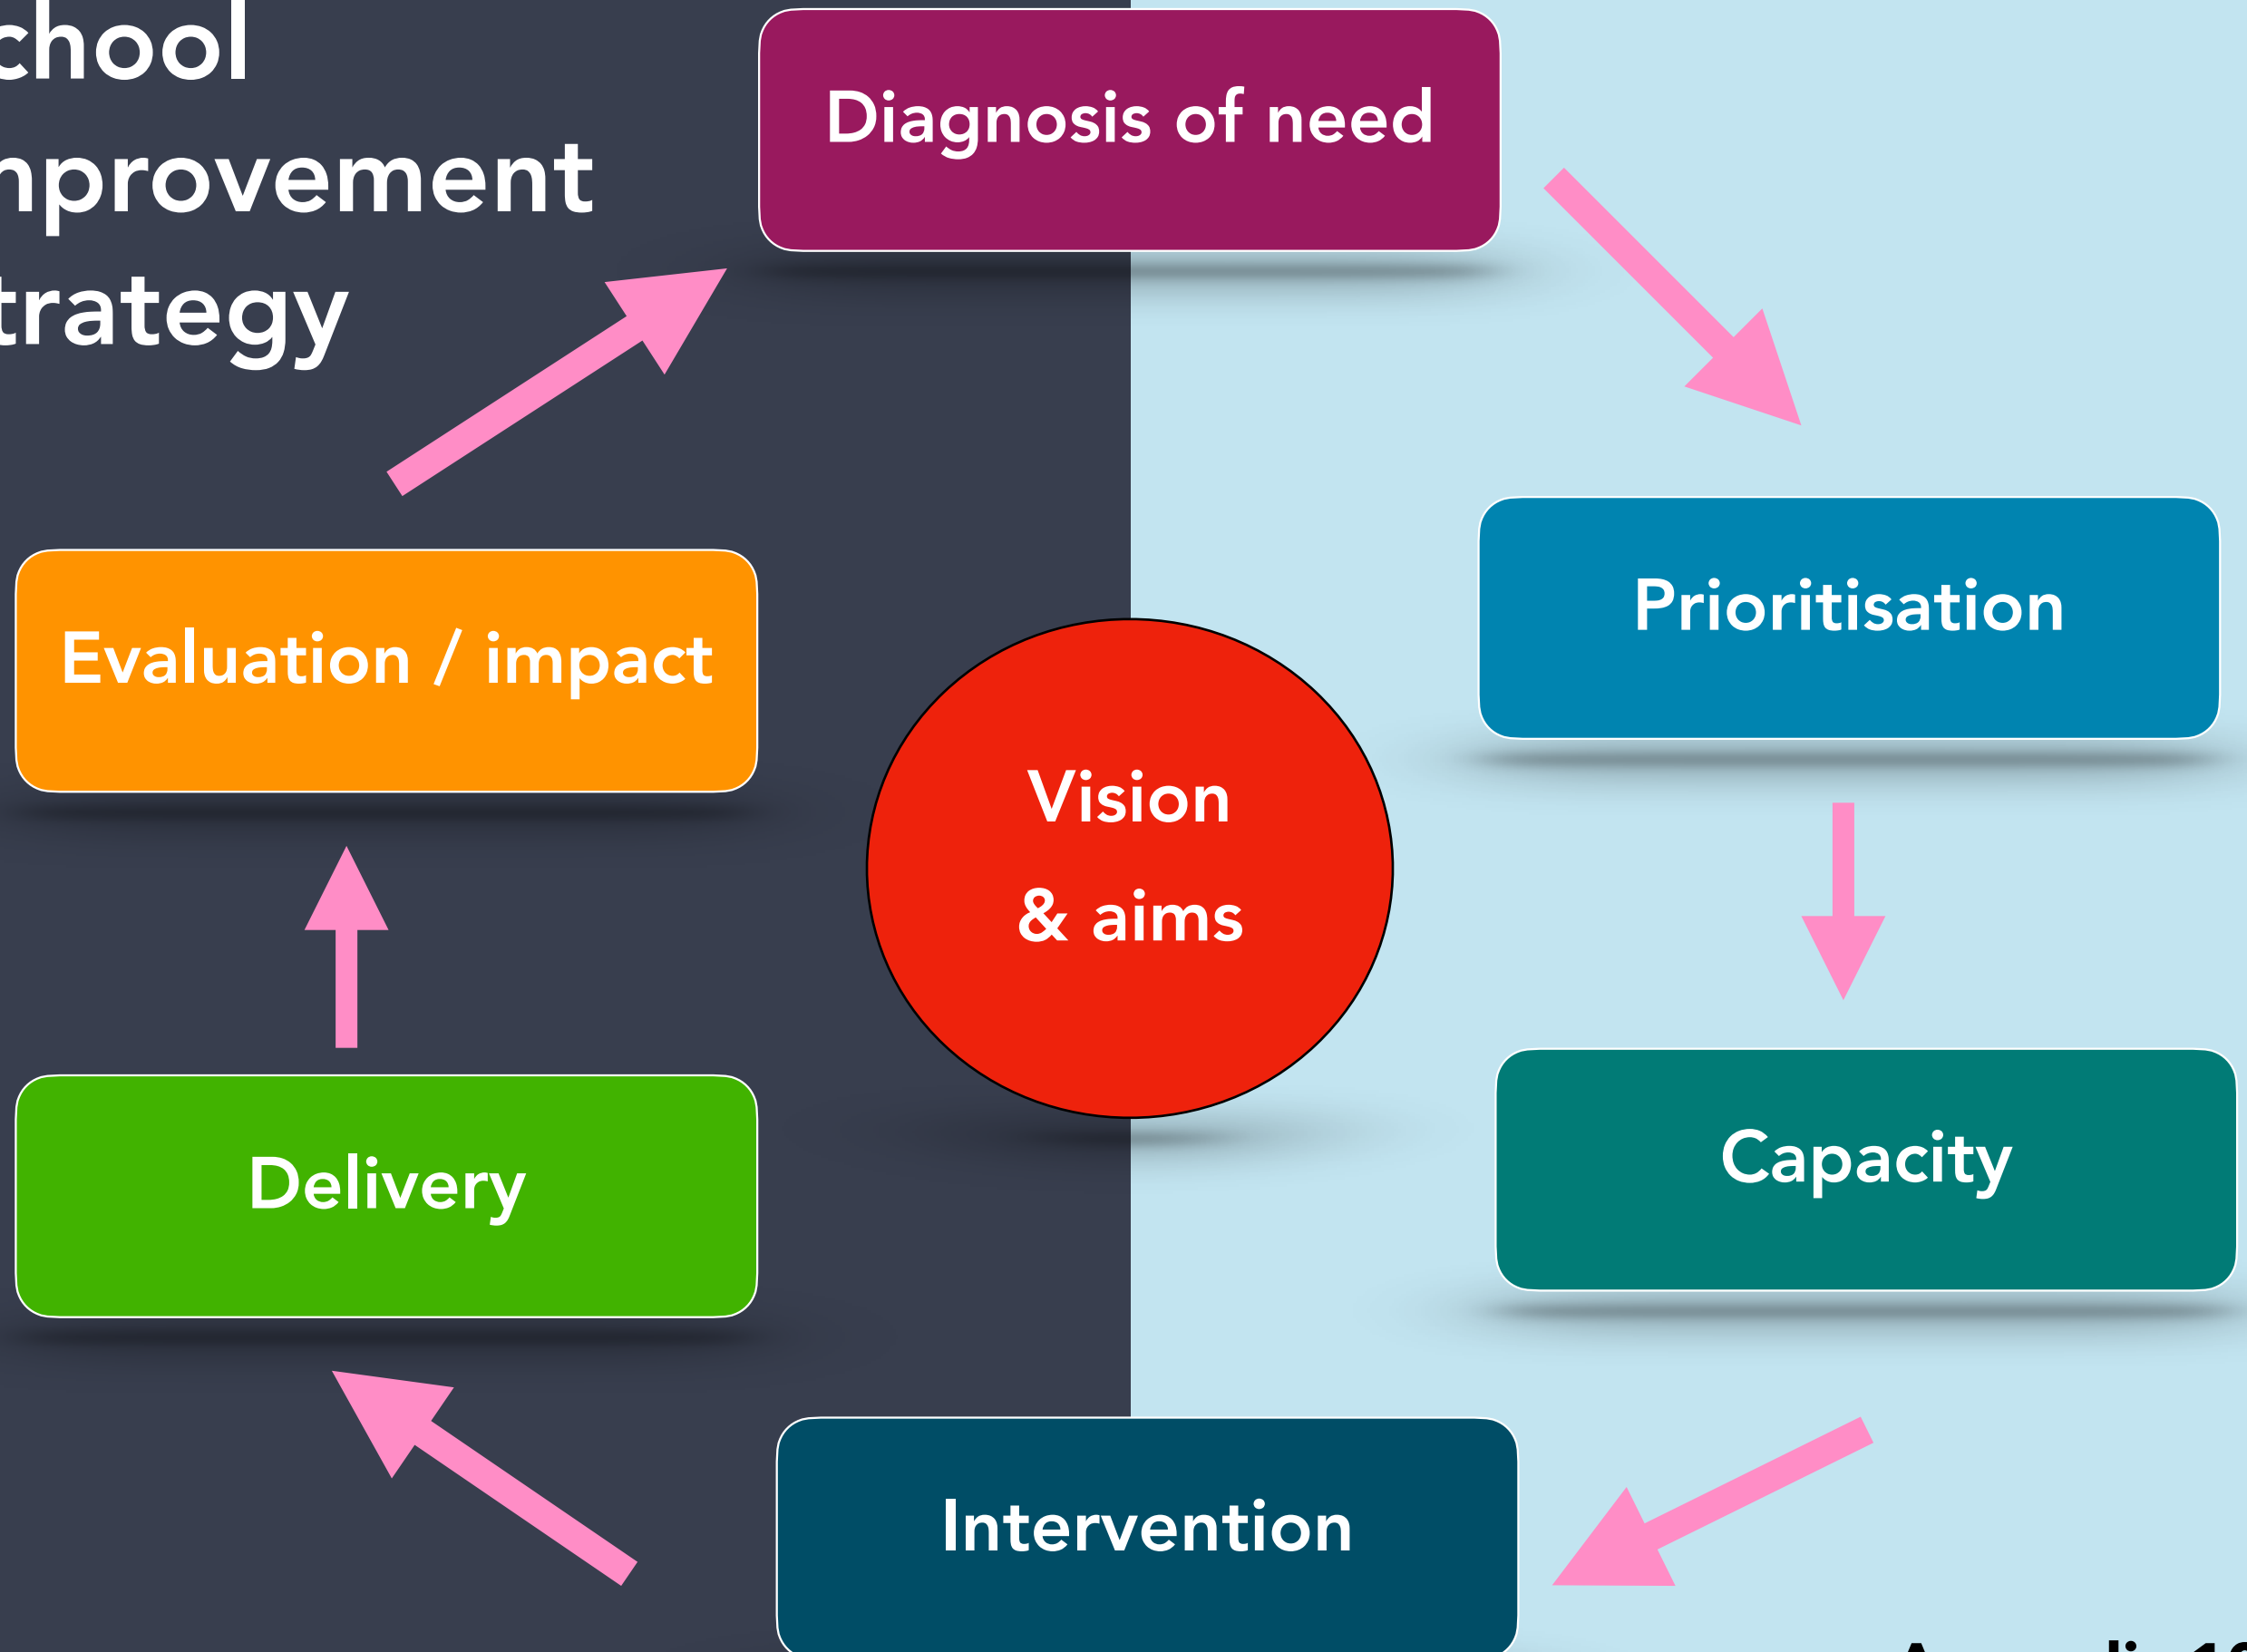 chool
nprovement
trategy
Diagnosis of need
Prioritisation
Evaluation / impact
Vision
& aims
Capacity
Delivery
Intervention